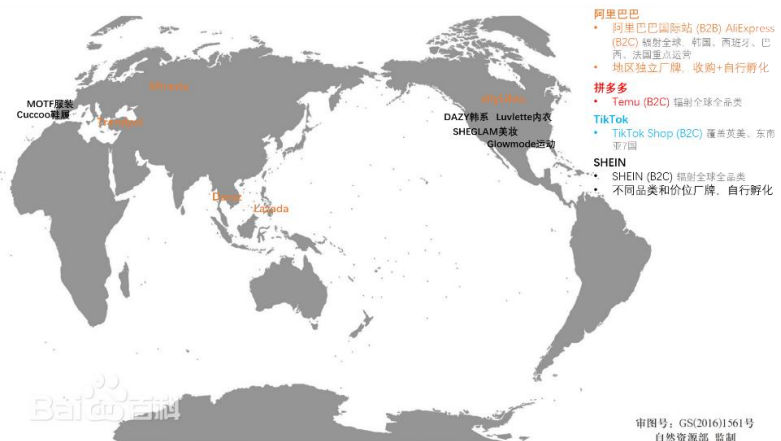 阿里巴巴
• 阿里巴巴国际站 (B2B) AliExpress
(B2C) 辐射全球，韩国、西班牙、巴
西、法国重点运营
• 地区独立厂牌，收购+自行孵化
拼多多
• Temu (B2C) 辐射全球全品类
TikTok
• TikTok Shop (B2C) 覆盖英美、东南
亚7国
SHEIN
• SHEIN (B2C) 辐射全球全品类
• 不同品类和价位厂牌，自行孵化
MOTF服装
Cuccoo鞋履
Trendyol
DAZY韩系 Luvlette内衣
SHEGLAM美妆
Glowmode运动
Daraz
Lazada
Bai百科
审图号：GS(2016)1561号
自然资源部 监制